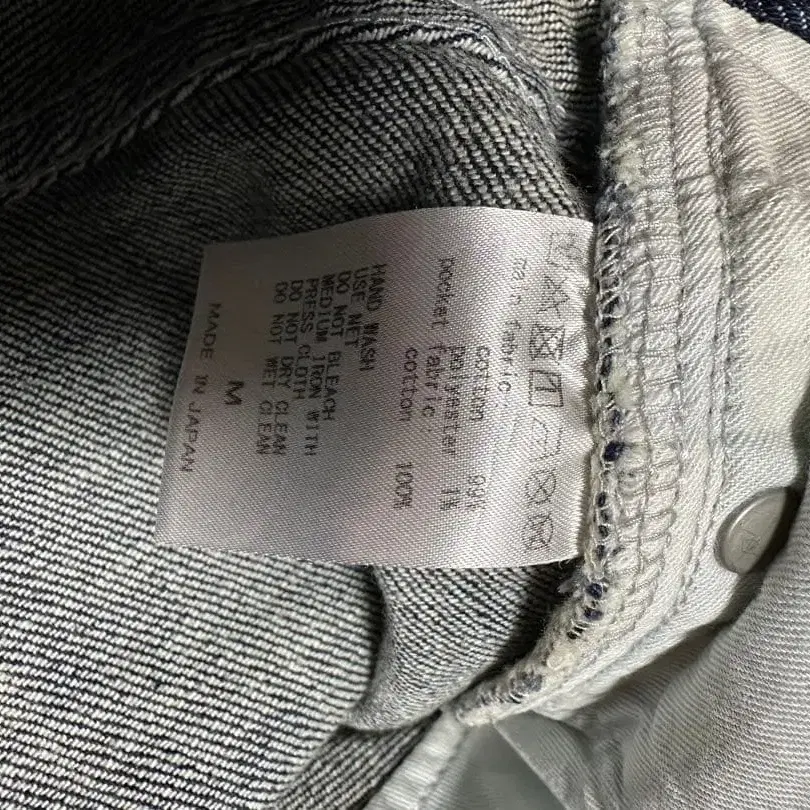 main fabric:
cotton 99%
polyester 1%
pocket fabric:
cotton 100%
HAND WASH
USE NET
DO NOT BLEACH
MEDIUM IRON WITH
PRESS CLOTH
DO NOT DRY CLEAN
DO NOT WET CLEAN
M
MADE IN JAPAN